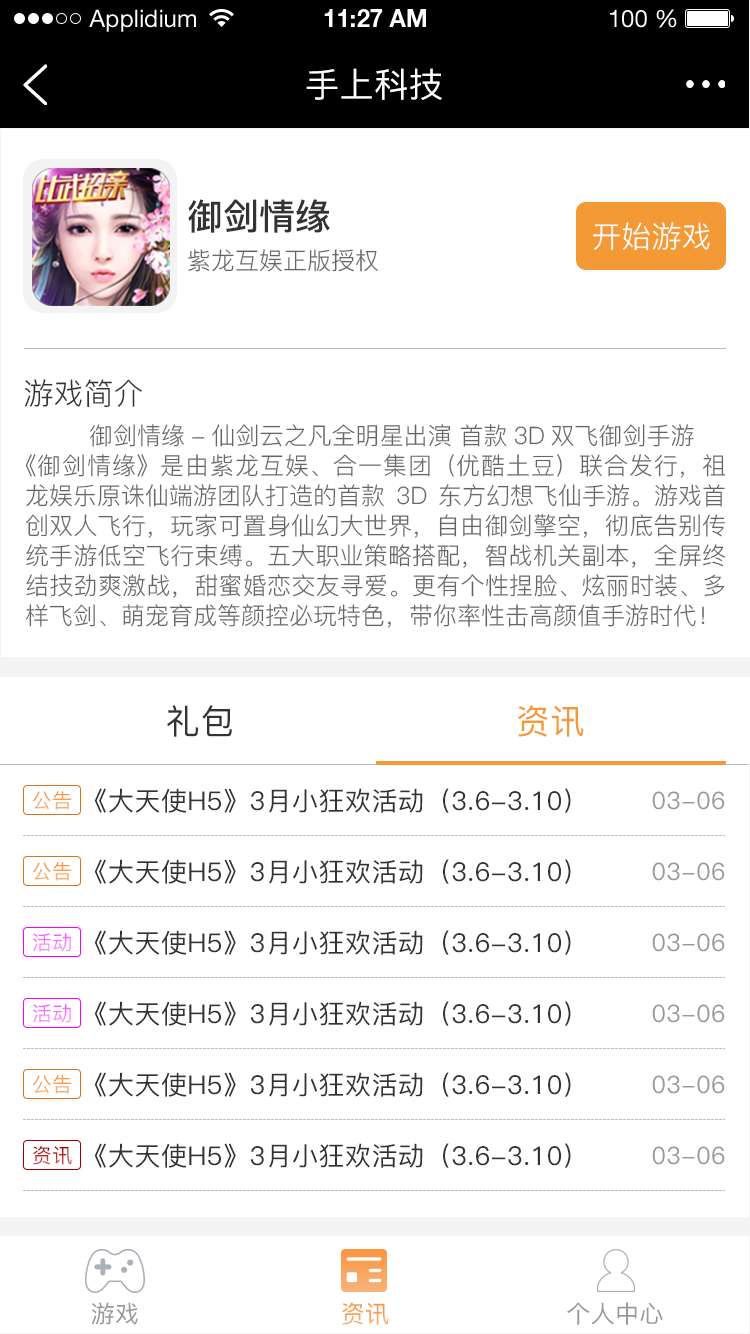 Applidium 11:27 AM 100 %
手上科技
比武招亲
御剑情缘
紫龙互娱正版授权
开始游戏
游戏简介
御剑情缘 – 仙剑云之凡全明星出演 首款 3D 双飞御剑手游
《御剑情缘》是由紫龙互娱、合一集团（优酷土豆）联合发行，祖
龙娱乐原诛仙端游团队打造的首款 3D 东方幻想飞仙手游。游戏首
创双人飞行，玩家可置身仙幻大世界，自由御剑擎空，彻底告别传
统手游低空飞行束缚。五大职业策略搭配，智战机关副本，全屏终
结技劲爽激战，甜蜜婚恋交友寻爱。更有个性捏脸、炫丽时装、多
样飞剑、萌宠育成等颜控必玩特色，带你率性击高颜值手游时代！
礼包 资讯
公告 《大天使H5》3月小狂欢活动（3.6–3.10） 03–06
公告 《大天使H5》3月小狂欢活动（3.6–3.10） 03–06
活动 《大天使H5》3月小狂欢活动（3.6–3.10） 03–06
活动 《大天使H5》3月小狂欢活动（3.6–3.10） 03–06
公告 《大天使H5》3月小狂欢活动（3.6–3.10） 03–06
资讯 《大天使H5》3月小狂欢活动（3.6–3.10） 03–06
游戏 资讯 个人中心